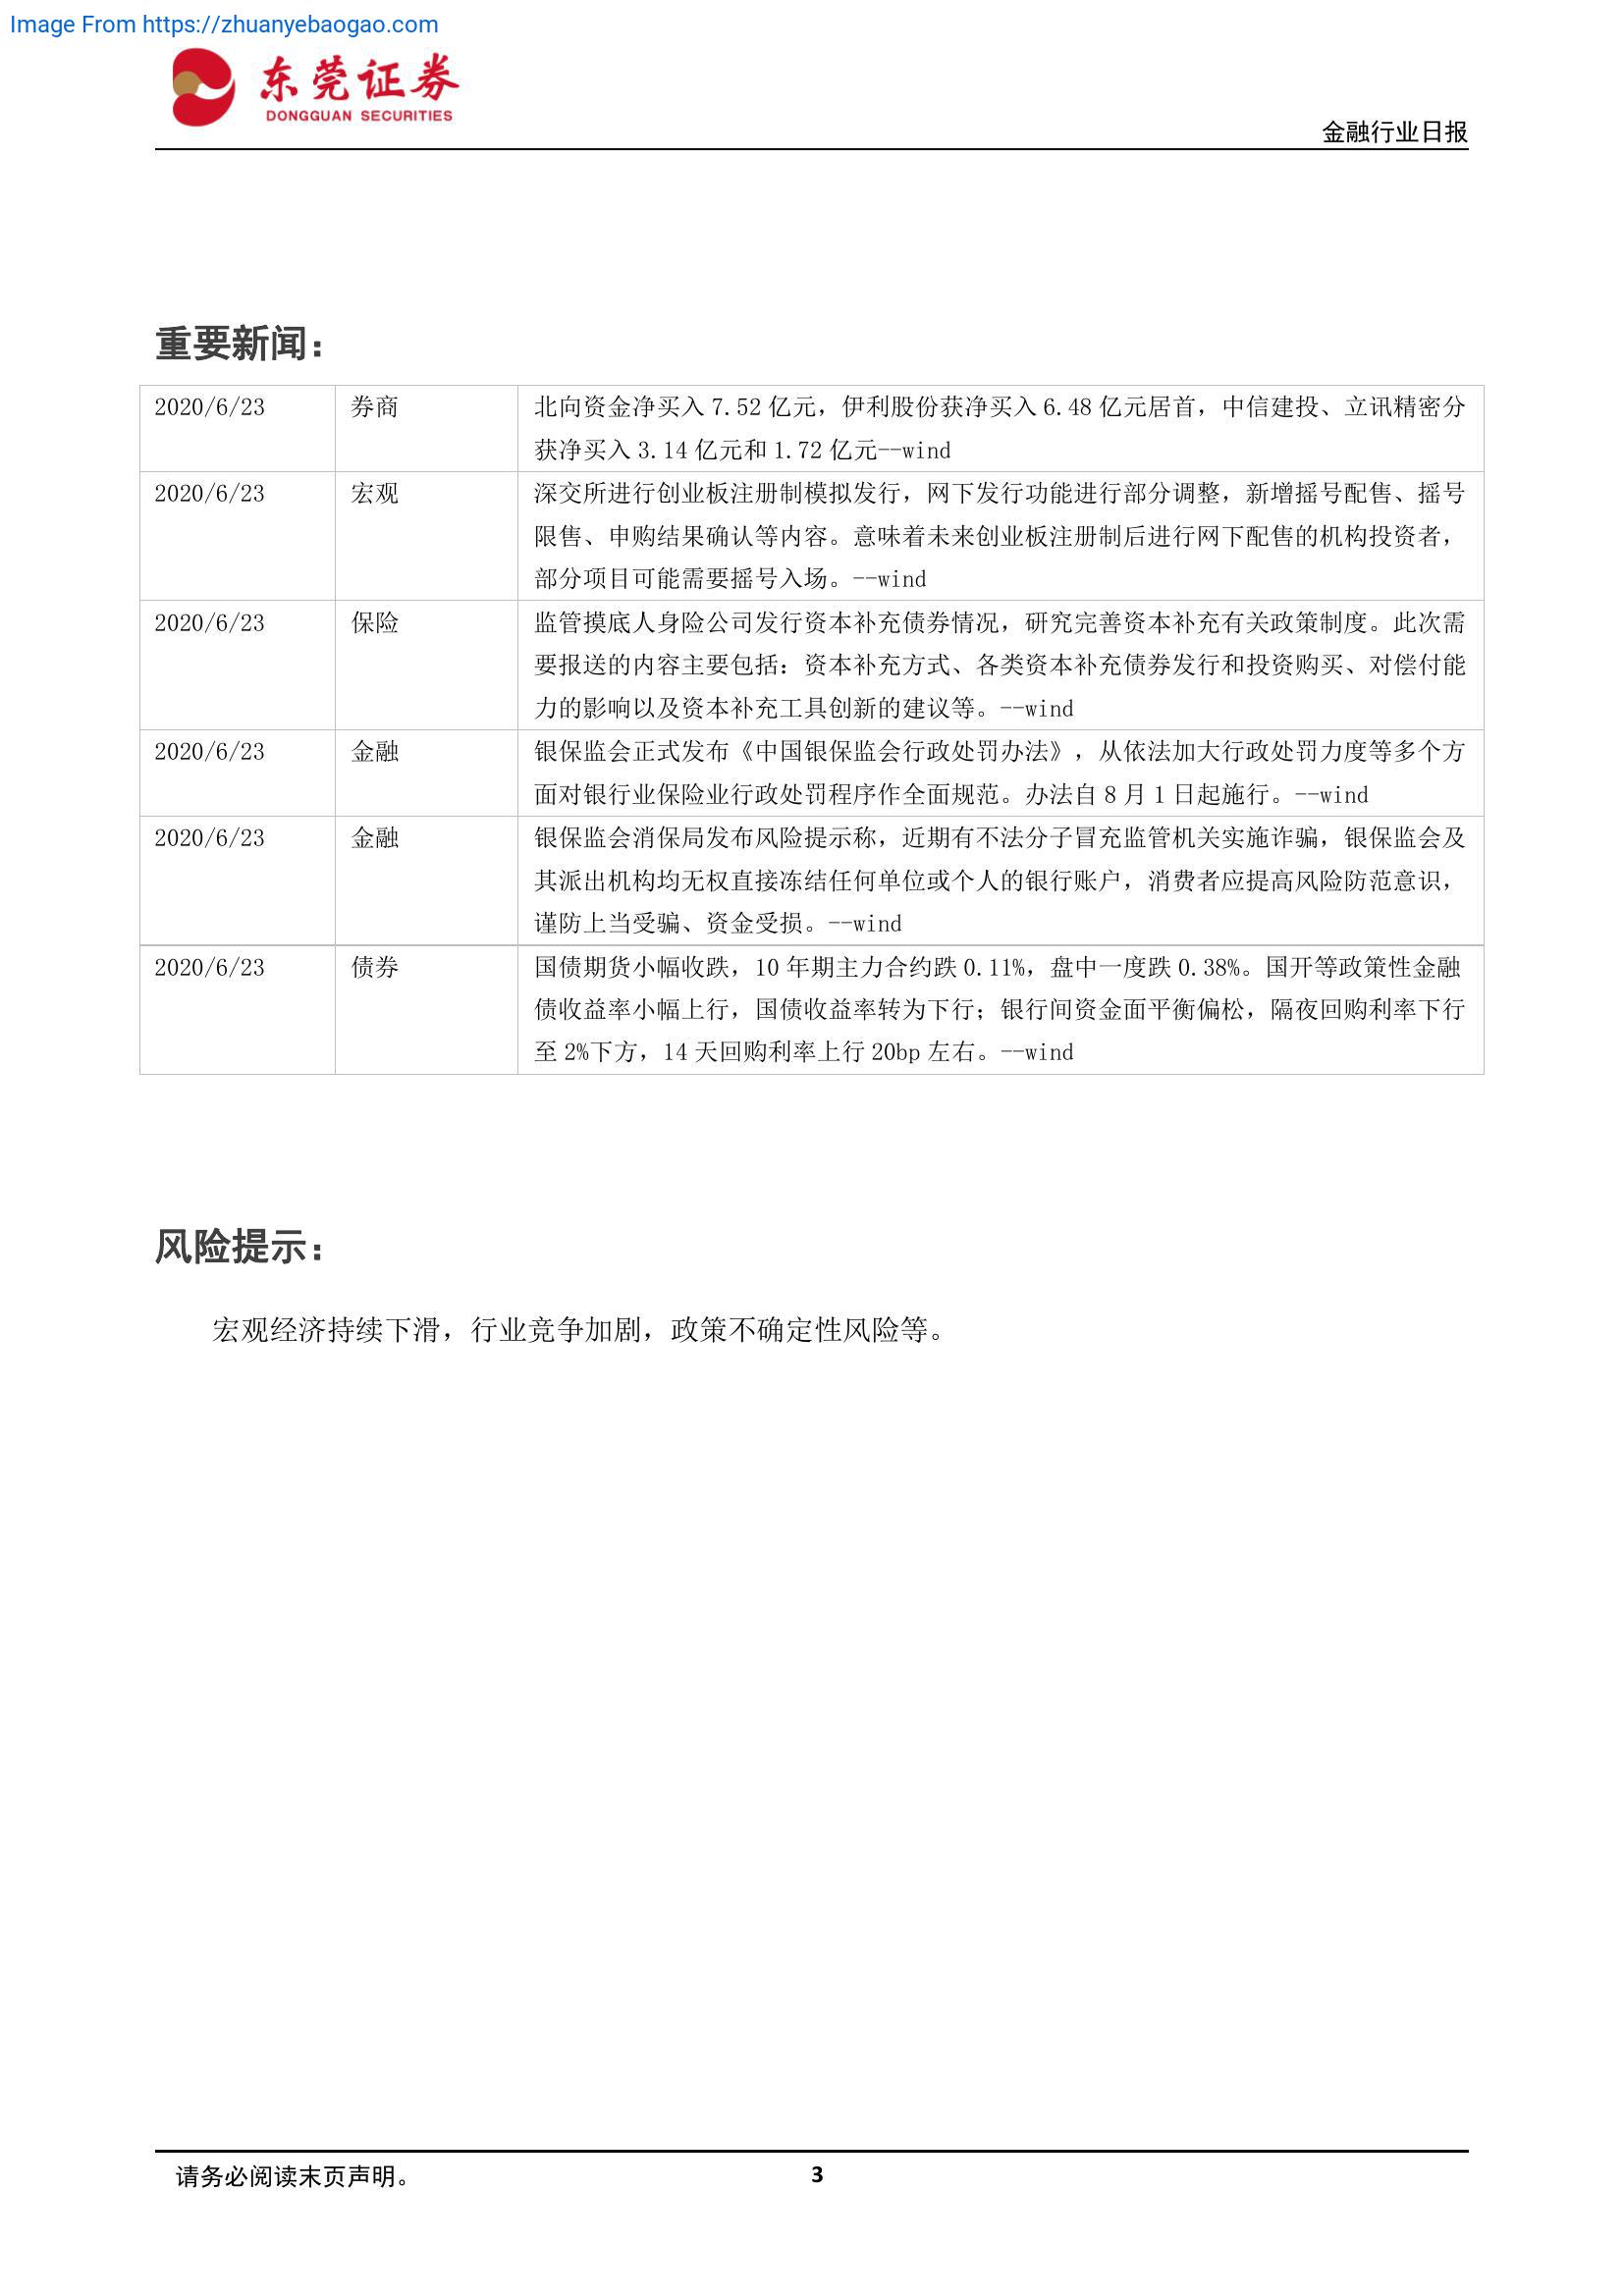 Image From https://zhuanyebaogao.com
东莞证券
DONGGUAN SECURITIES
金融行业日报
重要新闻：
2020/6/23 券商 北向资金净买入 7.52 亿元，伊利股份获净买入 6.48 亿元居首，中信建投、立讯精密分
获净买入 3.14 亿元和 1.72 亿元--wind
2020/6/23 宏观 深交所进行创业板注册制模拟发行，网下发行功能进行部分调整，新增摇号配售、摇号
限售、申购结果确认等内容。意味着未来创业板注册制后进行网下配售的机构投资者，
部分项目可能需要摇号入场。--wind
2020/6/23 保险 监管摸底人身险公司发行资本补充债券情况，研究完善资本补充有关政策制度。此次需
要报送的内容主要包括：资本补充方式、各类资本补充债券发行和投资购买、对偿付能
力的影响以及资本补充工具创新的建议等。--wind
2020/6/23 金融 银保监会正式发布《中国银保监会行政处罚办法》，从依法加大行政处罚力度等多个方
面对银行业保险业行政处罚程序作全面规范。办法自 8 月 1 日起施行。--wind
2020/6/23 金融 银保监会消保局发布风险提示称，近期有不法分子冒充监管机关实施诈骗，银保监会及
其派出机构均无权直接冻结任何单位或个人的银行账户，消费者应提高风险防范意识，
谨防上当受骗、资金受损。--wind
2020/6/23 债券 国债期货小幅收跌，10 年期主力合约跌 0.11%，盘中一度跌 0.38%。国开等政策性金融
债收益率小幅上行，国债收益率转为下行；银行间资金面平衡偏松，隔夜回购利率下行
至 2%下方，14 天回购利率上行 20bp 左右。--wind
风险提示：
宏观经济持续下滑，行业竞争加剧，政策不确定性风险等。
请务必阅读末页声明。
3